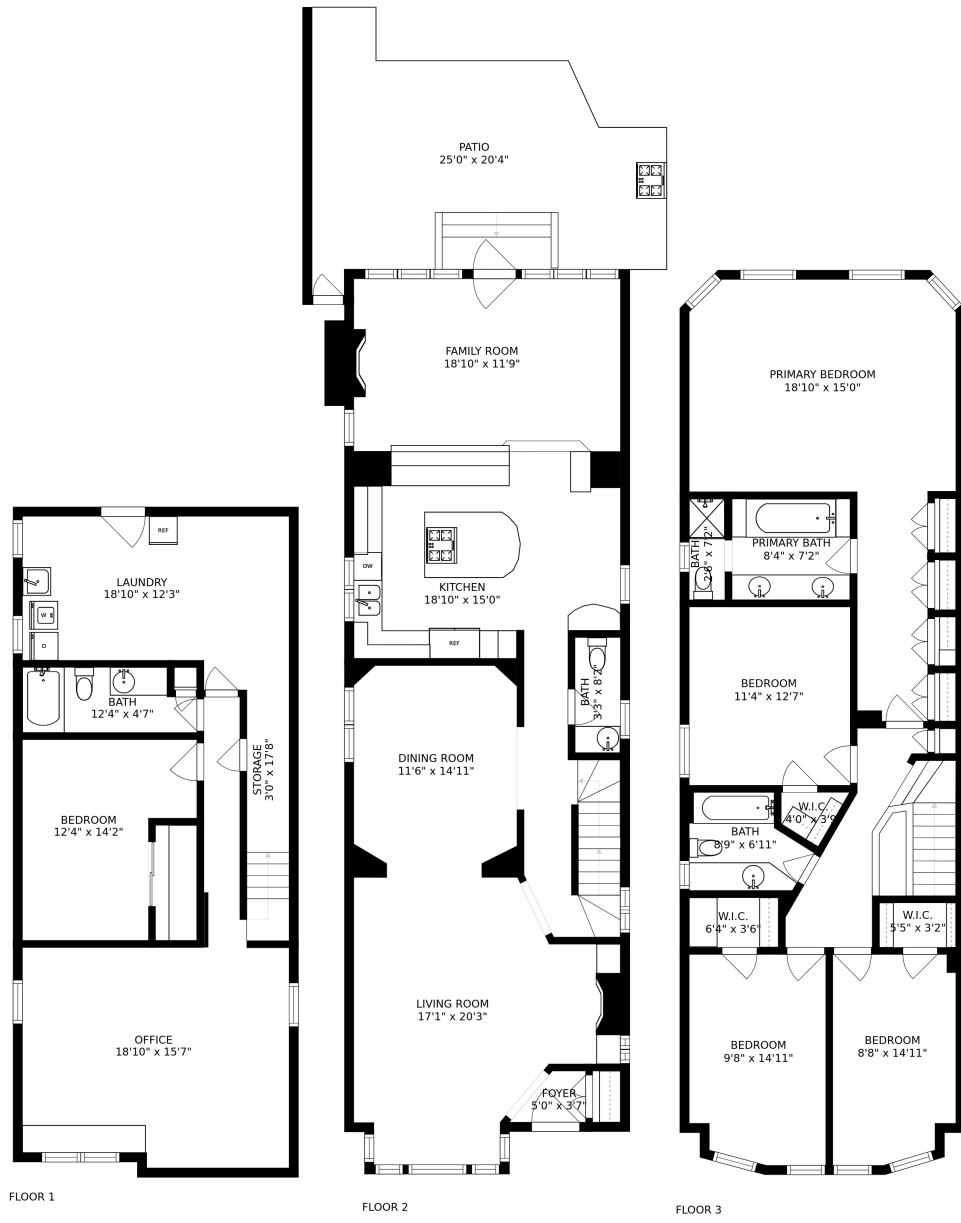 PATIO
25'0" x 20'4"
FAMILY ROOM
18'10" x 11'9"
DW
KITCHEN
18'10" x 15'0"
REF
BATH
3'3" x 8'2"
DINING ROOM
11'6" x 14'11"
LIVING ROOM
17'1" x 20'3"
FOYER
5'0" x 3'7"
FLOOR 2
REF
LAUNDRY
18'10" x 12'3"
W
D
BATH
12'4" x 4'7"
STORAGE
3'0" x 17'8"
BEDROOM
12'4" x 14'2"
OFFICE
18'10" x 15'7"
FLOOR 1
PRIMARY BEDROOM
18'10" x 15'0"
BATH
2'6" x 7'2"
PRIMARY BATH
8'4" x 7'2"
BEDROOM
11'4" x 12'7"
W.I.C.
4'0" x 3'9
BATH
8'9" x 6'11"
W.I.C.
6'4" x 3'6"
W.I.C.
5'5" x 3'2"
BEDROOM
9'8" x 14'11"
BEDROOM
8'8" x 14'11"
FLOOR 3